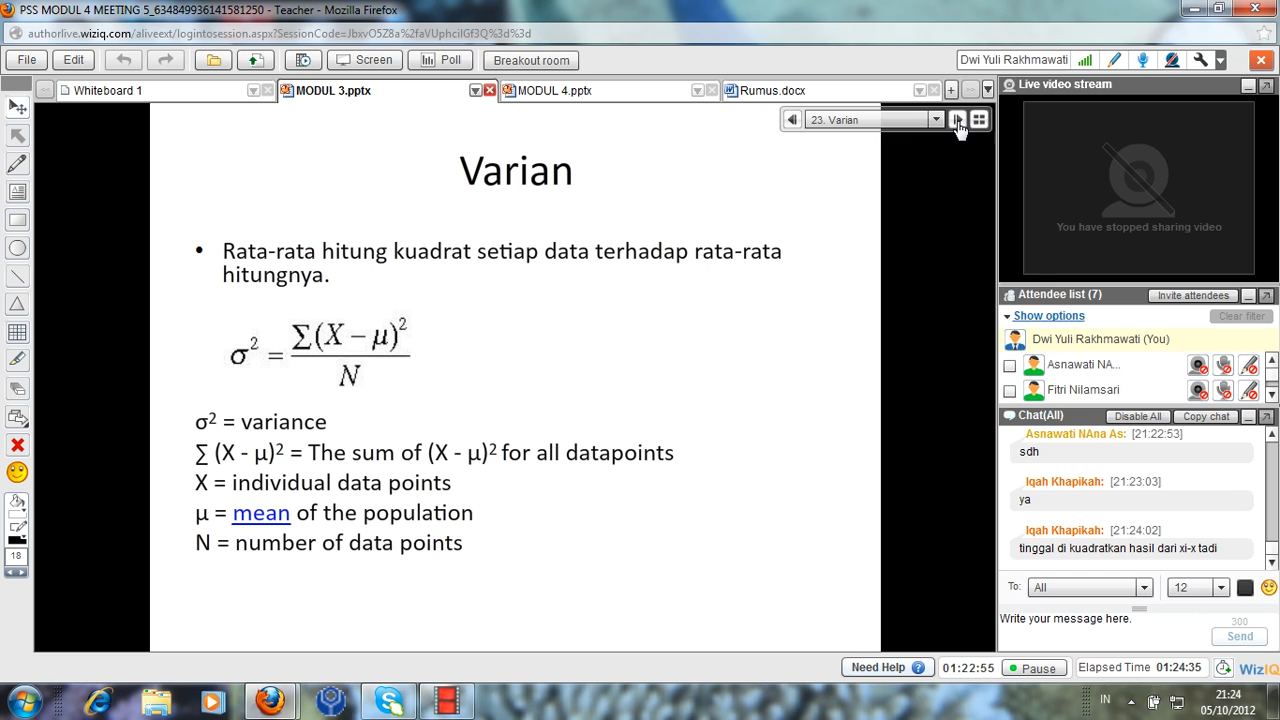 PSS MODUL 4 MEETING 5_634849936141581250 - Teacher - Mozilla Firefox
authorlive.wiziq.com/aliveext/logintosession.aspx?SessionCode=JbxvO5Z8a%2faVUphciIGf3Q%3d%3d
File Edit Screen Poll Breakout room Dwi Yuli Rakhmawati
Whiteboard 1 MODUL 3.pptx MODUL 4.pptx Rumus.docx
23. Varian
Varian
• Rata-rata hitung kuadrat setiap data terhadap rata-rata
hitungnya.
σ² = ∑(X − μ)² / N
σ² = variance
∑ (X - μ)² = The sum of (X - μ)² for all datapoints
X = individual data points
μ = mean of the population
N = number of data points
18
Live video stream
You have stopped sharing video
Attendee list (7) Invite attendees
Show options Clear filter
Dwi Yuli Rakhmawati (You)
Asnawati NA...
Fitri Nilamsari
Chat(All) Disable All Copy chat
Asnawati NAna As: [21:22:53]
sdh
Iqah Khapikah: [21:23:03]
ya
Iqah Khapikah: [21:24:02]
tinggal di kuadratkan hasil dari xi-x tadi
To: All 12
Write your message here.
300
Send
Need Help ? 01:22:55 Pause Elapsed Time 01:24:35 WizIQ
IN
21:24
05/10/2012